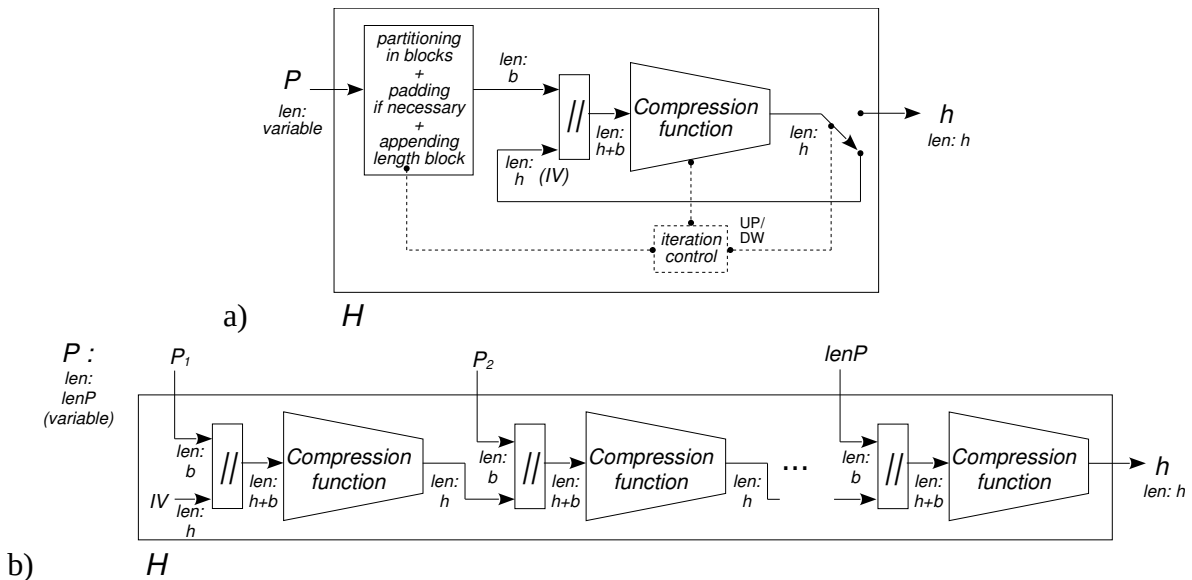 partitioning
in blocks
+
padding
if necessary
+
appending
length block
P
len:
variable
len:
b
//
len:
h
(IV)
len:
h+b
Compression
function
len:
h
h
len: h
UP/
DW
iteration
control
a)
H
P :
len:
lenP
(variable)
P1
P2
lenP
len:
b
//
IV
len:
h
len:
h+b
Compression
function
len:
h
len:
b
//
len:
h+b
Compression
function
len:
h
...
len:
b
//
len:
h+b
Compression
function
h
len: h
b)
H